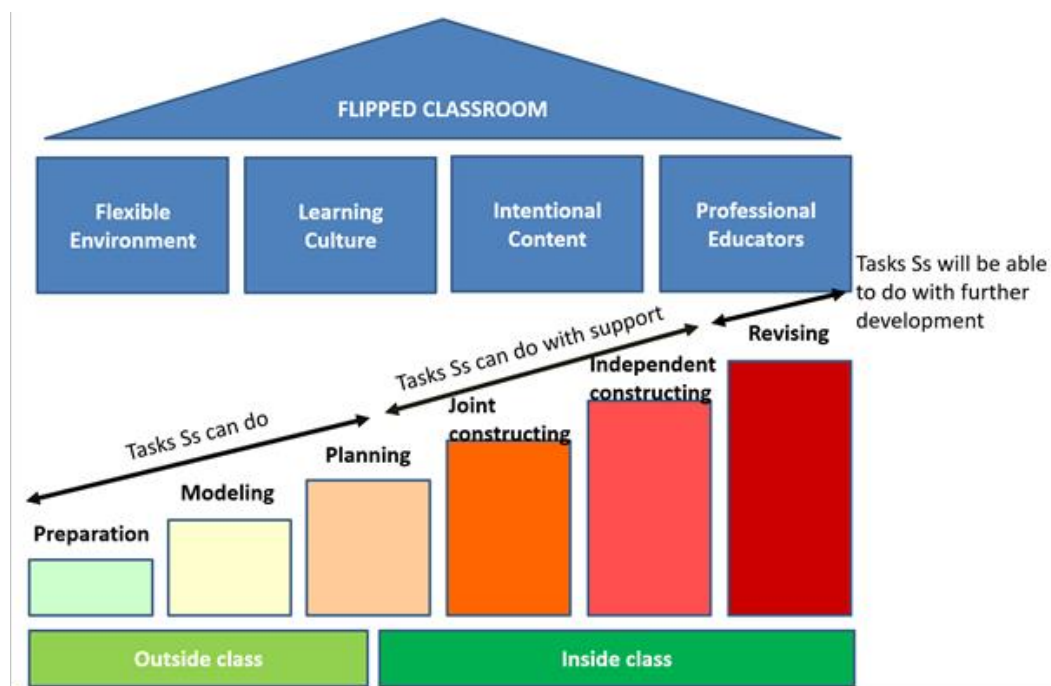 FLIPPED CLASSROOM
Flexible
Environment
Learning
Culture
Intentional
Content
Professional
Educators
Tasks Ss will be able
to do with further
development
Tasks Ss can do with support
Tasks Ss can do
Revising
Independent
constructing
Joint
constructing
Planning
Modeling
Preparation
Outside class
Inside class